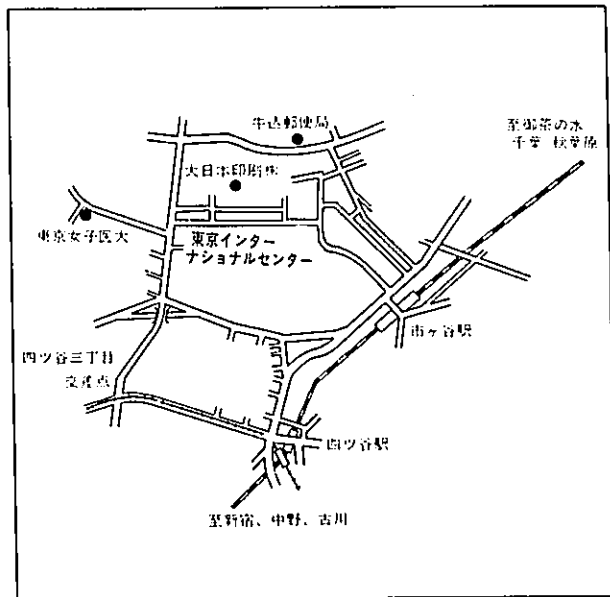 牛込郵便局
至御茶の水
千葉 秋葉原
大日本印刷(株)
東京女子医大
東京インター
ナショナルセンター
市ヶ谷駅
四ツ谷三丁目
交差点
四ツ谷駅
至新宿、中野、古川